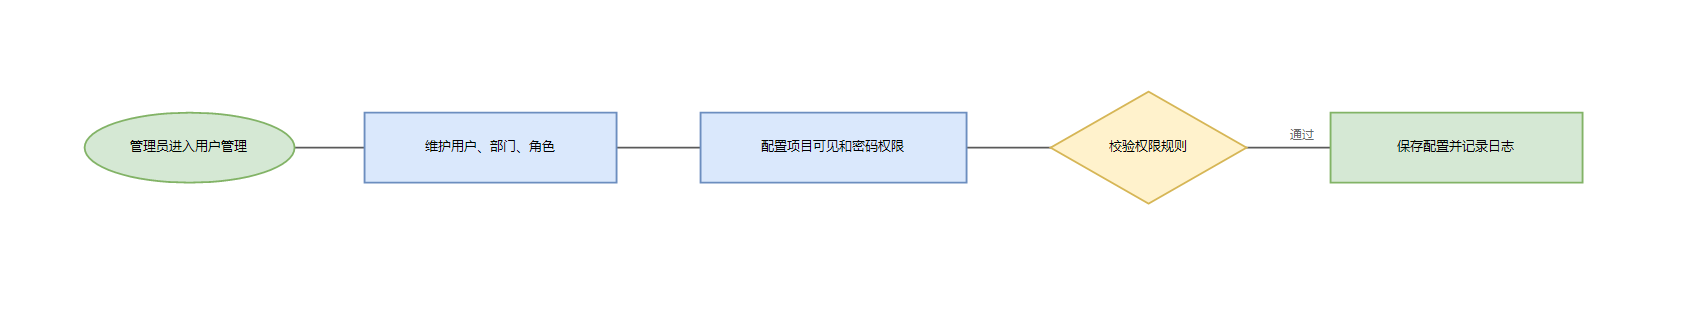 管理员进入用户管理
维护用户、部门、角色
配置项目可见和密码权限
校验权限规则
通过
保存配置并记录日志